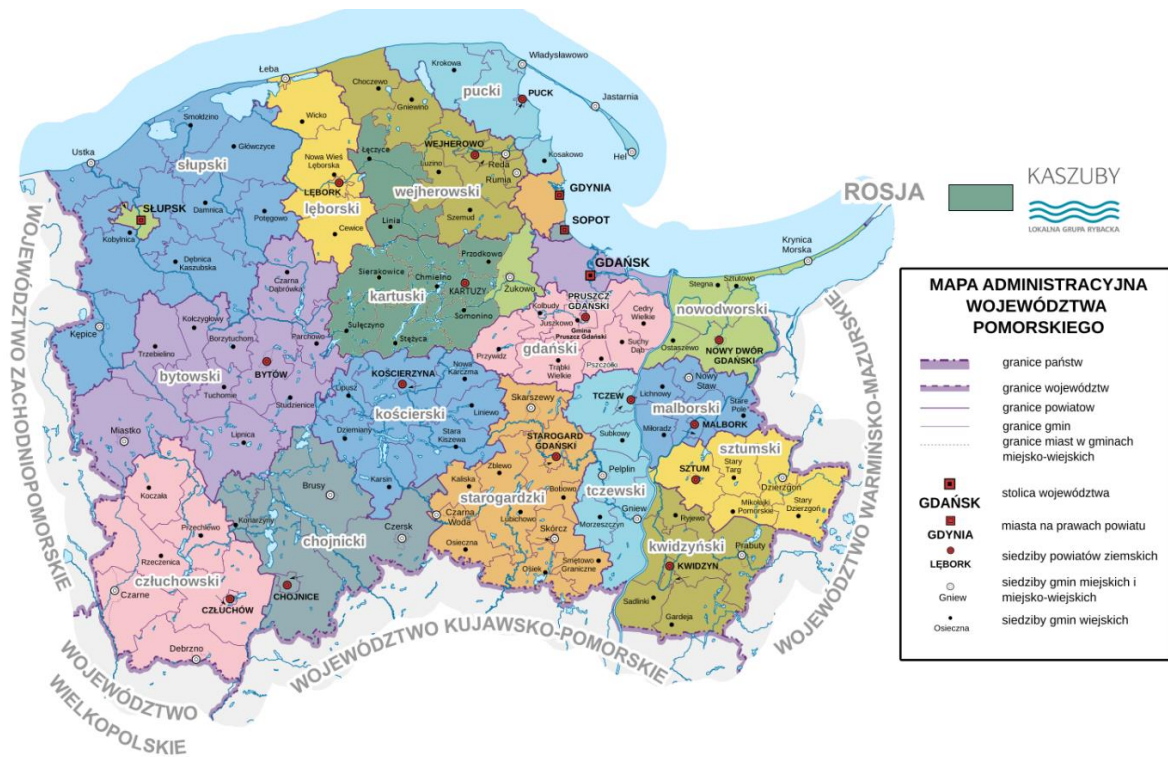 Łeba
Choczewo
Krokowa
Władysławowo
pucki
PUCK
Jastarnia
Gniewino
Smołdzino
Wicko
Główczyce
Ustka
słupski
Nowa Wieś
Lęborska
LĘBORK
Łęczyce
WEJHEROWO
Luzino
Reda
Rumia
Kosakowo
Hel
wejherowski
GDYNIA
ROSJA
KASZUBY
LOKALNA GRUPA RYBACKA
SŁUPSK
Damnica
Potęgowo
lęborski
Cewice
Linia
Szemud
SOPOT
Kobylnica
Dębnica
Kaszubska
Krynica
Morska
Czarna
Dąbrówka
Sierakowice
Przodkowo
Chmielno
KARTUZY
Żukowo
GDAŃSK
kartuski
Somonino
Stegna
Sztutowo
nowodworski
Kępice
Kołczygłowy
Trzebielino
Borzytuchom
Parchowo
Sulęczyno
Stężyca
PRUSZCZ
GDAŃSKI
Kolbudy
Juszkowo
Gmina
Pruszcz Gdański
Cedry
Wielkie
Suchy
Dąb
Ostaszewo
NOWY DWÓR
GDAŃSKI
gdański
Przywidz
Pszczółki
Trąbki
Wielkie
bytowski
BYTÓW
Tuchomie
Studzienice
Lipnica
Miastko
KOŚCIERZYNA
Nowa
Karczma
Lipusz
kościerski
Liniewo
Dziemiany
Stara
Kiszewa
Karsin
Skarszewy
TCZEW
Lichnowy
Nowy
Staw
malborski
Stare
Pole
Miłoradz
MALBORK
STAROGARD
GDAŃSKI
Subkowy
Zblewo
Kaliska
starogardzki
Bobowo
Pelplin
tczewski
Gniew
Morzeszczyn
sztumski
SZTUM
Stary
Targ
Dzierzgoń
Mikołajki
Pomorskie
Stary
Dzierzgoń
Koczała
Przechlewo
Konarzyny
Brusy
Czersk
chojnicki
Czarna
Woda
Lubichowo
Skórcz
Osieczna
Osiek
Smętowo
Graniczne
Ryjewo
kwidzyński
Prabuty
KWIDZYN
Sadlinki
Gardeja
Rzeczenica
człuchowski
Czarne
CZŁUCHÓW
CHOJNICE
Debrzno
WOJEWÓDZTWO ZACHODNIOPOMORSKIE
WOJEWÓDZTWO
WIELKOPOLSKIE
WOJEWÓDZTWO KUJAWSKO-POMORSKIE
WOJEWÓDZTWO WARMIŃSKO-MAZURSKIE
MAPA ADMINISTRACYJNA
WOJEWÓDZTWA
POMORSKIEGO
granice państw
granice województw
granice powiatow
granice gmin
granice miast w gminach
miejsko-wiejskich
GDAŃSK
stolica województwa
GDYNIA
miasta na prawach powiatu
LĘBORK
siedziby powiatów ziemskich
Gniew
siedziby gmin miejskich i
miejsko-wiejskich
Osieczna
siedziby gmin wiejskich